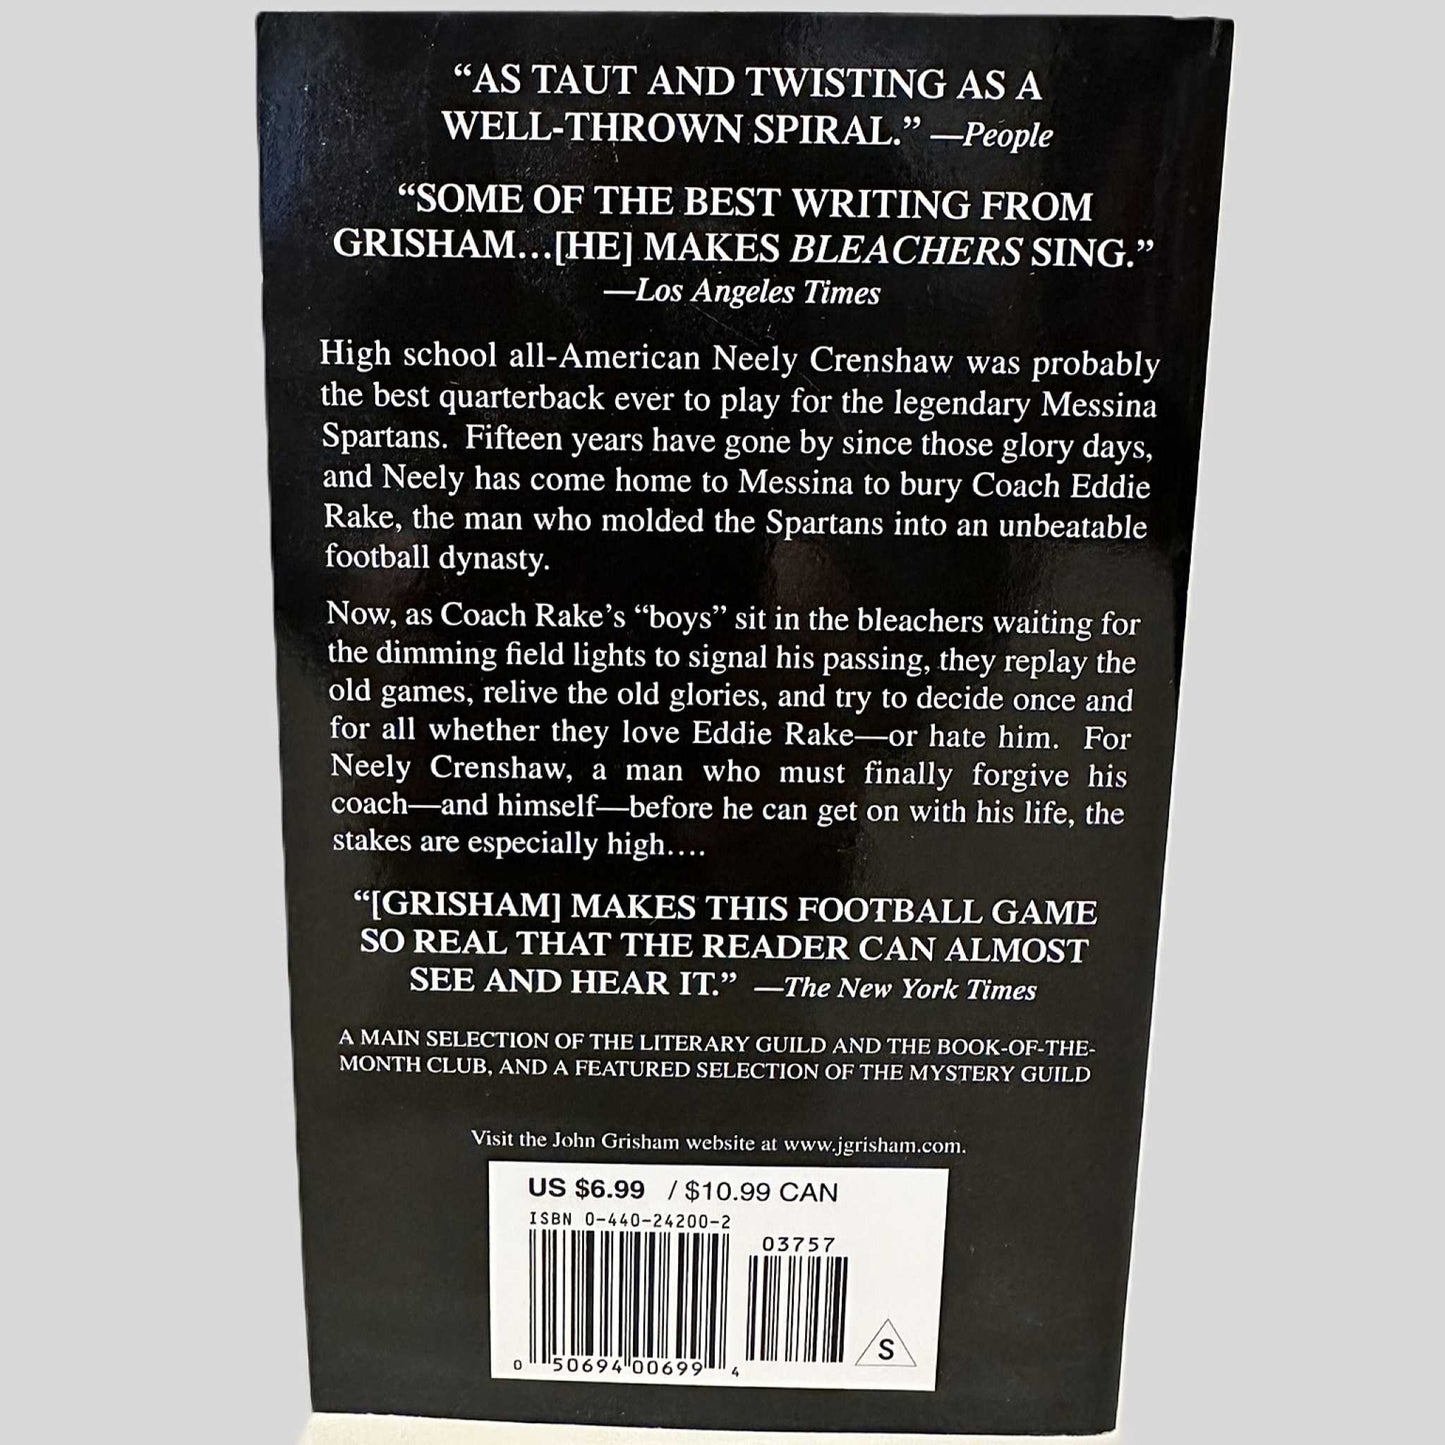 “AS TAUT AND TWISTING AS A
WELL-THROWN SPIRAL.” —People
“SOME OF THE BEST WRITING FROM
GRISHAM...[HE] MAKES BLEACHERS SING.”
—Los Angeles Times
High school all-American Neely Crenshaw was probably
the best quarterback ever to play for the legendary Messina
Spartans. Fifteen years have gone by since those glory days,
and Neely has come home to Messina to bury Coach Eddie
Rake, the man who molded the Spartans into an unbeatable
football dynasty.
Now, as Coach Rake’s “boys” sit in the bleachers waiting for
the dimming field lights to signal his passing, they replay the
old games, relive the old glories, and try to decide once and
for all whether they love Eddie Rake—or hate him. For
Neely Crenshaw, a man who must finally forgive his
coach—and himself—before he can get on with his life, the
stakes are especially high....
“[GRISHAM] MAKES THIS FOOTBALL GAME
SO REAL THAT THE READER CAN ALMOST
SEE AND HEAR IT.” —The New York Times
A MAIN SELECTION OF THE LITERARY GUILD AND THE BOOK-OF-THE-
MONTH CLUB, AND A FEATURED SELECTION OF THE MYSTERY GUILD
Visit the John Grisham website at www.jgrisham.com.
US $6.99 / $10.99 CAN
ISBN 0-440-24200-2
03757
S
0 50694 00699 4